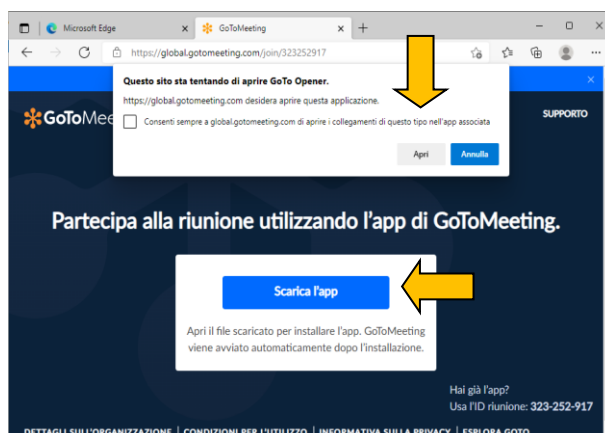 Microsoft Edge
GoToMeeting
https://global.gotomeeting.com/join/323252917
Questo sito sta tentando di aprire GoTo Opener.
https://global.gotomeeting.com desidera aprire questa applicazione.
Consenti sempre a global.gotomeeting.com di aprire i collegamenti di questo tipo nell'app associata
Apri
Annulla
GoToMee
SUPPORTO
Partecipa alla riunione utilizzando l'app di GoToMeeting.
Scarica l'app
Apri il file scaricato per installare l'app. GoToMeeting
viene avviato automaticamente dopo l'installazione.
Hai già l'app?
Usa l'ID riunione: 323-252-917
DETTAGLI SULL'ORGANIZZAZIONE | CONDIZIONI PER L'UTILIZZO | INFORMATIVA SULLA PRIVACY | ESPLORA GOTO